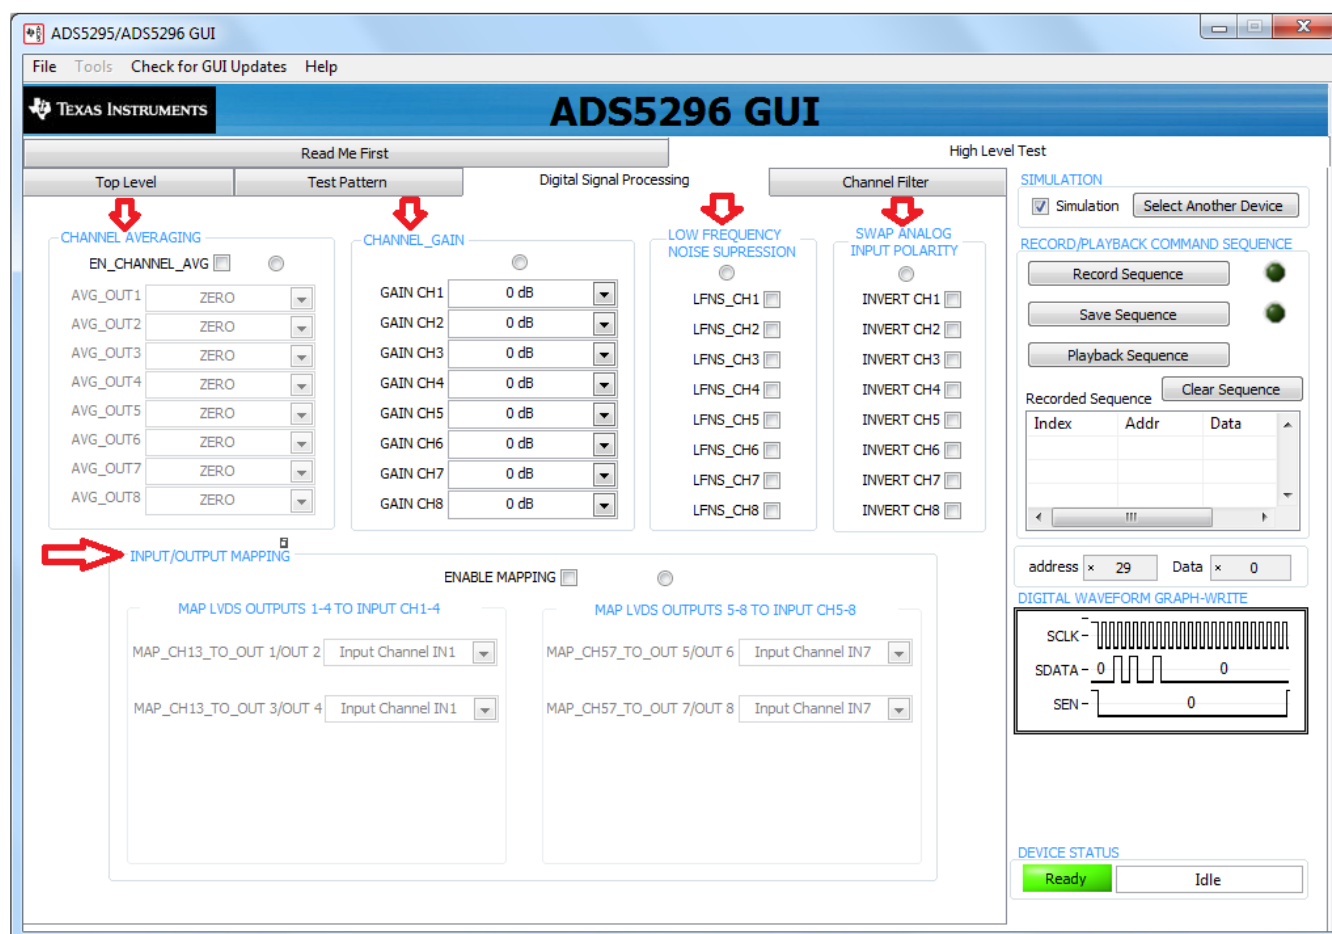 ADS5295/ADS5296 GUI
File Tools Check for GUI Updates Help
TEXAS INSTRUMENTS
ADS5296 GUI
Read Me First
High Level Test
Top Level
Test Pattern
Digital Signal Processing
Channel Filter
CHANNEL AVERAGING
EN_CHANNEL_AVG
AVG_OUT1 ZERO
AVG_OUT2 ZERO
AVG_OUT3 ZERO
AVG_OUT4 ZERO
AVG_OUT5 ZERO
AVG_OUT6 ZERO
AVG_OUT7 ZERO
AVG_OUT8 ZERO
CHANNEL_GAIN
GAIN CH1 0 dB
GAIN CH2 0 dB
GAIN CH3 0 dB
GAIN CH4 0 dB
GAIN CH5 0 dB
GAIN CH6 0 dB
GAIN CH7 0 dB
GAIN CH8 0 dB
LOW FREQUENCY
NOISE SUPRESSION
LFNS_CH1
LFNS_CH2
LFNS_CH3
LFNS_CH4
LFNS_CH5
LFNS_CH6
LFNS_CH7
LFNS_CH8
SWAP ANALOG
INPUT POLARITY
INVERT CH1
INVERT CH2
INVERT CH3
INVERT CH4
INVERT CH5
INVERT CH6
INVERT CH7
INVERT CH8
INPUT/OUTPUT MAPPING
ENABLE MAPPING
MAP LVDS OUTPUTS 1-4 TO INPUT CH1-4
MAP_CH13_TO_OUT 1/OUT 2 Input Channel IN1
MAP_CH13_TO_OUT 3/OUT 4 Input Channel IN1
MAP LVDS OUTPUTS 5-8 TO INPUT CH5-8
MAP_CH57_TO_OUT 5/OUT 6 Input Channel IN7
MAP_CH57_TO_OUT 7/OUT 8 Input Channel IN7
SIMULATION
Simulation Select Another Device
RECORD/PLAYBACK COMMAND SEQUENCE
Record Sequence
Save Sequence
Playback Sequence
Clear Sequence
Recorded Sequence
Index Addr Data
address × 29 Data × 0
DIGITAL WAVEFORM GRAPH-WRITE
SCLK
SDATA 0 0
SEN 0
DEVICE STATUS
Ready Idle